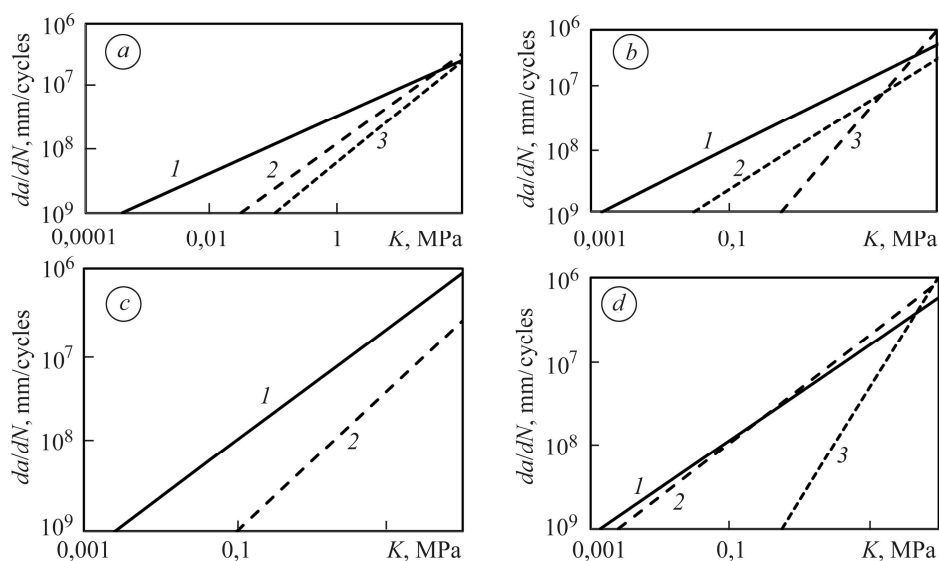 da/dN, mm/cycles
10⁶
10⁷
10⁸
10⁹
a
1
2
3
0,0001 0,01 1 K, MPa
da/dN, mm/cycles
10⁶
10⁷
10⁸
10⁹
b
1
2
3
0,001 0,1 K, MPa
da/dN, mm/cycles
10⁶
10⁷
10⁸
10⁹
c
1
2
0,001 0,1 K, MPa
da/dN, mm/cycles
10⁶
10⁷
10⁸
10⁹
d
1
2
3
0,001 0,1 K, MPa